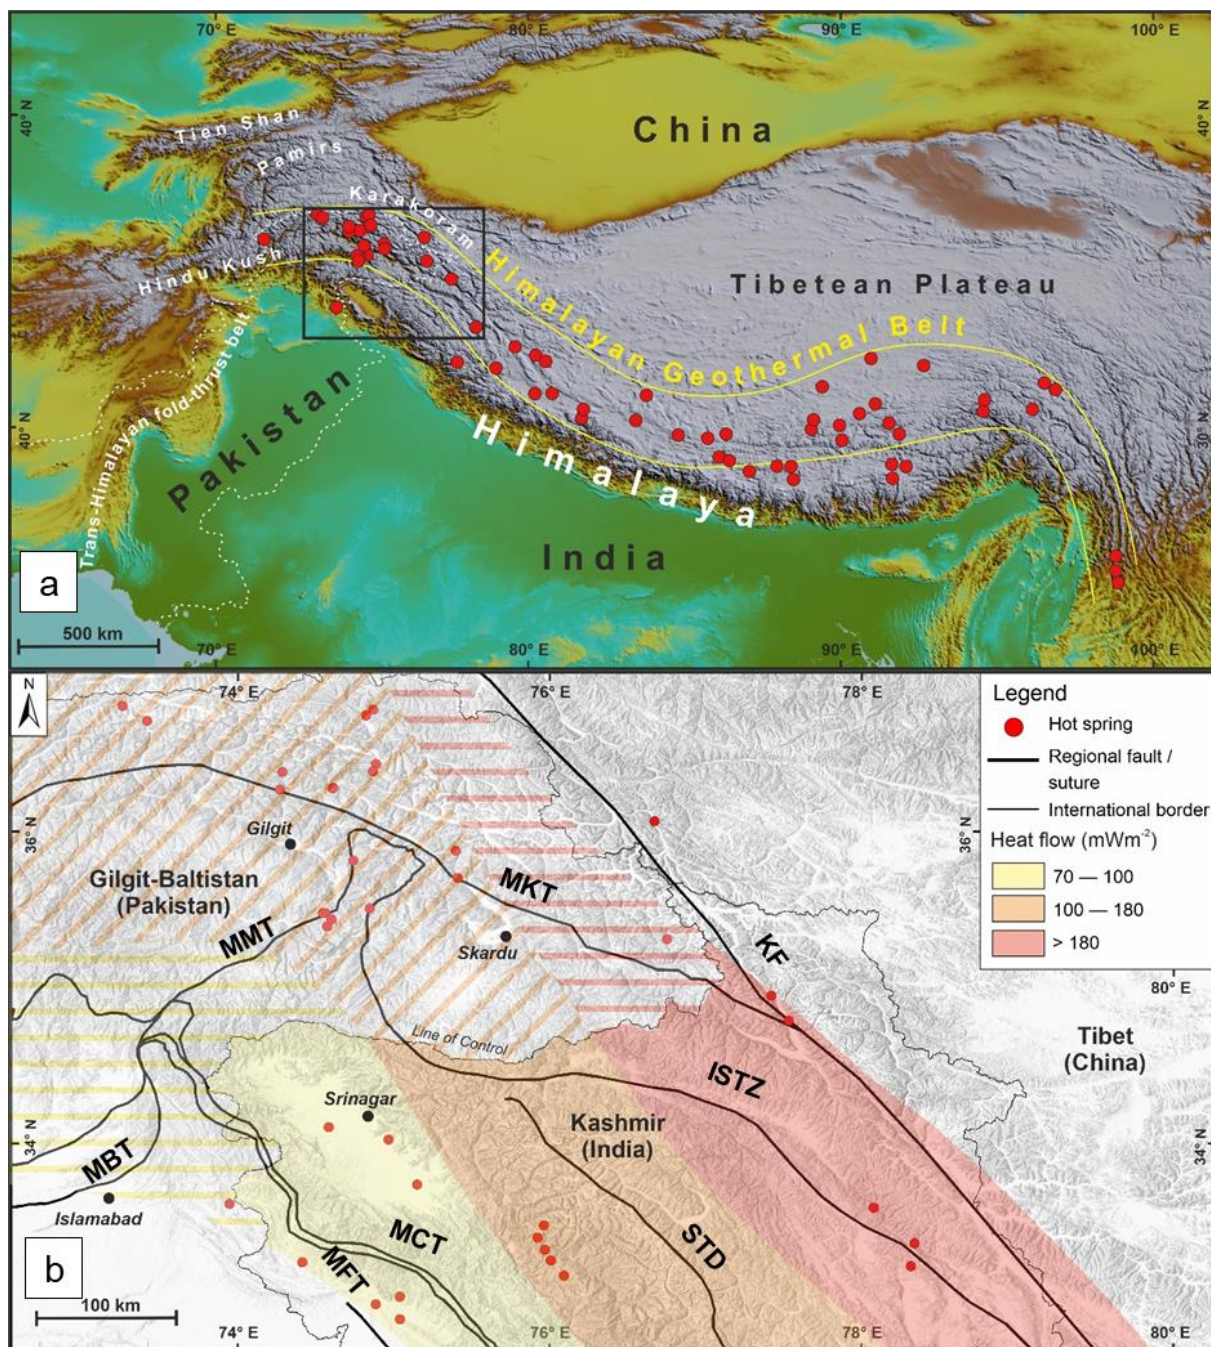 70° E
80° E
90° E
100° E
40° N
40° N
Tien Shan
Pamirs
China
Karakoram
Hindu Kush
Himalayan Geothermal Belt
Tibetean Plateau
Trans-Himalayan fold-thrust belt
Pakistan
Himalaya
40° N
30° N
India
a
500 km
70° E
80° E
90° E
100° E
N
74° E
76° E
78° E
Legend
Hot spring
Regional fault /
suture
International border
Heat flow (mWm-2)
70 — 100
100 — 180
> 180
36° N
36° N
Gilgit
Gilgit-Baltistan
(Pakistan)
MKT
MMT
Skardu
KF
80° E
Line of Control
Tibet
(China)
ISTZ
Srinagar
Kashmir
(India)
34° N
34° N
MBT
Islamabad
MCT
STD
MFT
b
100 km
74° E
76° E
78° E
80° E